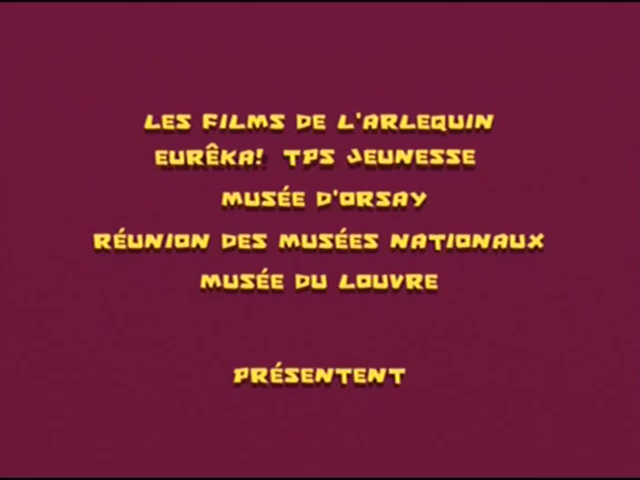 LES FILMS DE L'ARLEQUIN
EURÊKA! TPS JEUNESSE
MUSÉE D'ORSAY
RÉUNION DES MUSÉES NATIONAUX
MUSÉE DU LOUVRE
PRÉSENTENT